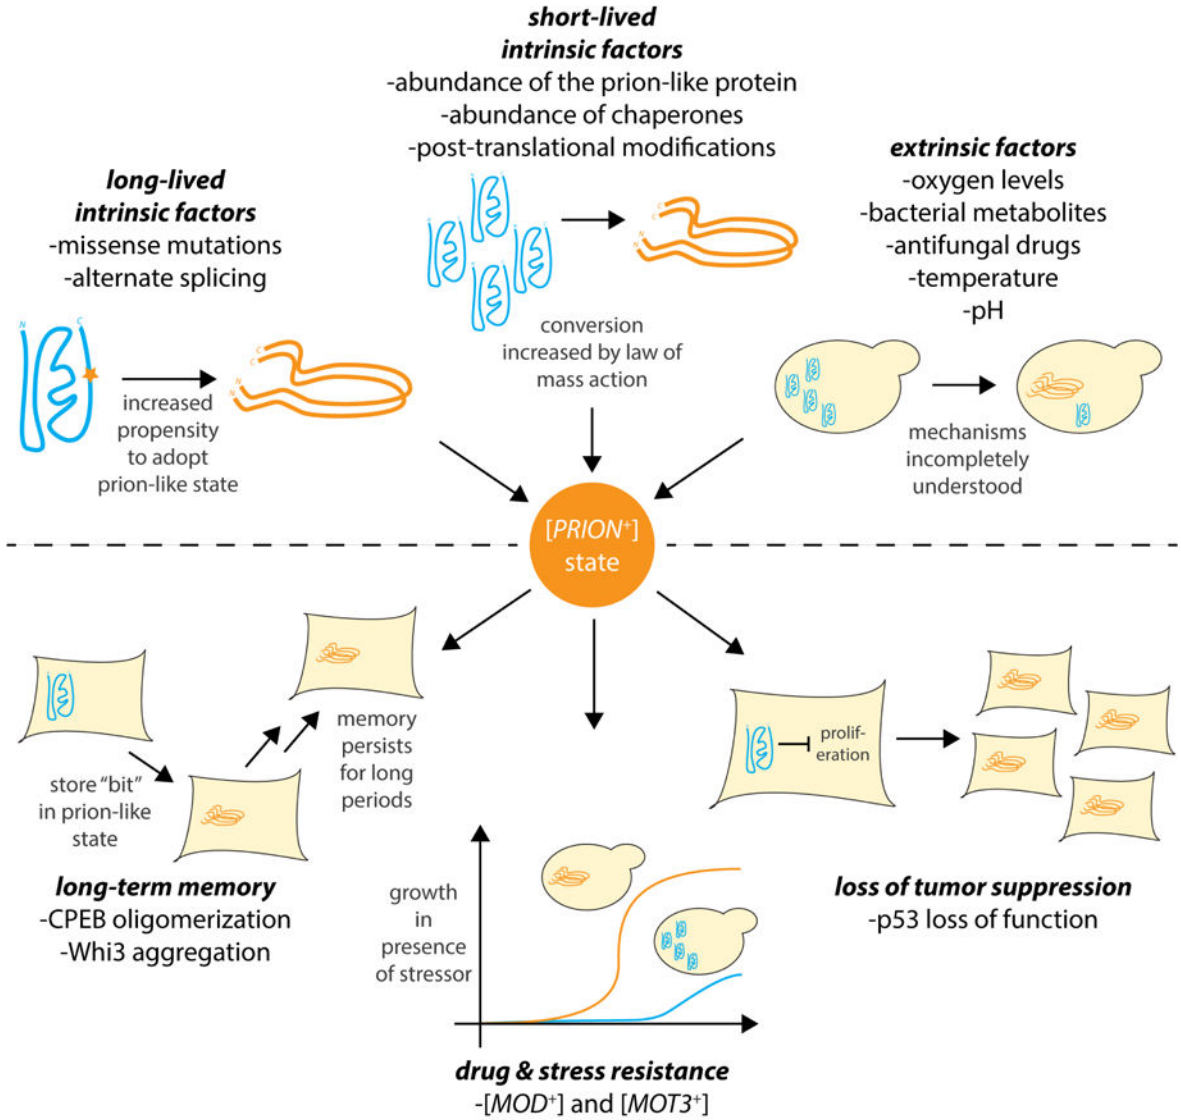 short-lived
intrinsic factors
-abundance of the prion-like protein
-abundance of chaperones
-post-translational modifications
long-lived
intrinsic factors
-missense mutations
-alternate splicing
extrinsic factors
-oxygen levels
-bacterial metabolites
-antifungal drugs
-temperature
-pH
N
C
C
C
N
N
increased
propensity
to adopt
prion-like state
C
C
N
N
conversion
increased by law of
mass action
mechanisms
incompletely
understood
[PRION⁺]
state
store "bit"
in prion-like
state
memory
persists
for long
periods
long-term memory
-CPEB oligomerization
-Whi3 aggregation
growth
in
presence
of stressor
drug & stress resistance
-[MOD⁺] and [MOT3⁺]
prolif-
eration
loss of tumor suppression
-p53 loss of function